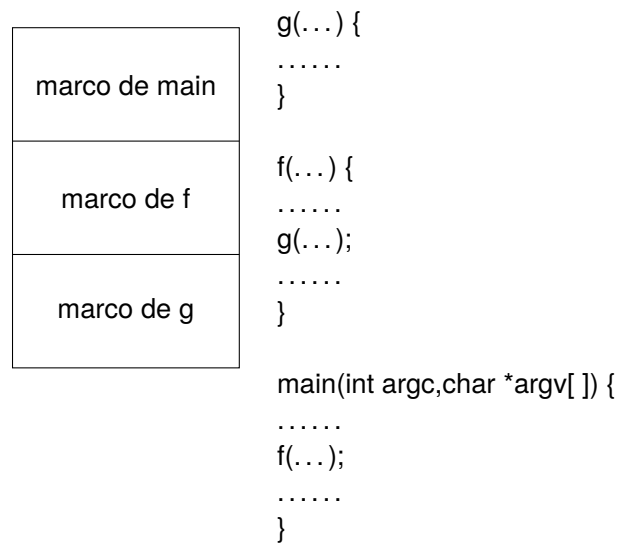 marco de main
marco de f
marco de g
g(. . . ) {
. . . . . .
}
f(. . . ) {
. . . . . .
g(. . . );
. . . . . .
}
main(int argc,char *argv[ ]) {
. . . . . .
f(. . . );
. . . . . .
}